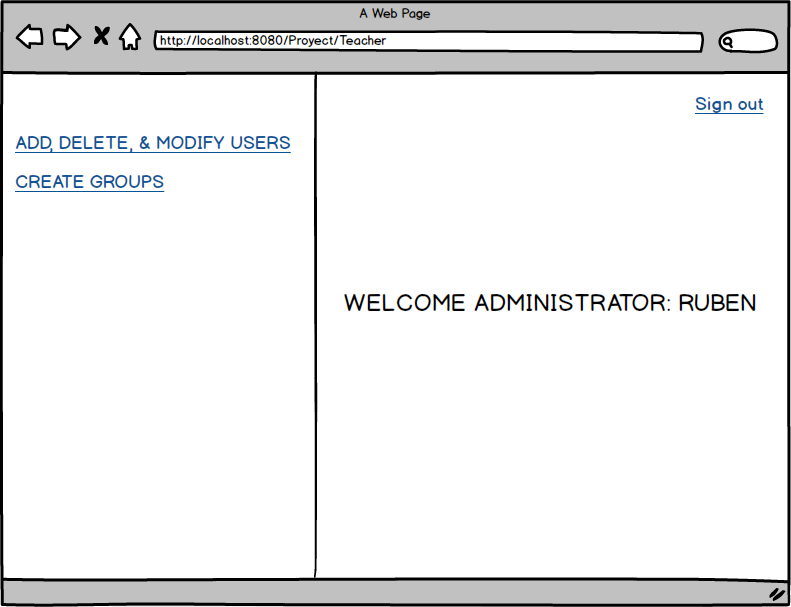 A Web Page
http://localhost:8080/Proyect/Teacher
Sign out
ADD, DELETE, & MODIFY USERS
CREATE GROUPS
WELCOME ADMINISTRATOR: RUBEN